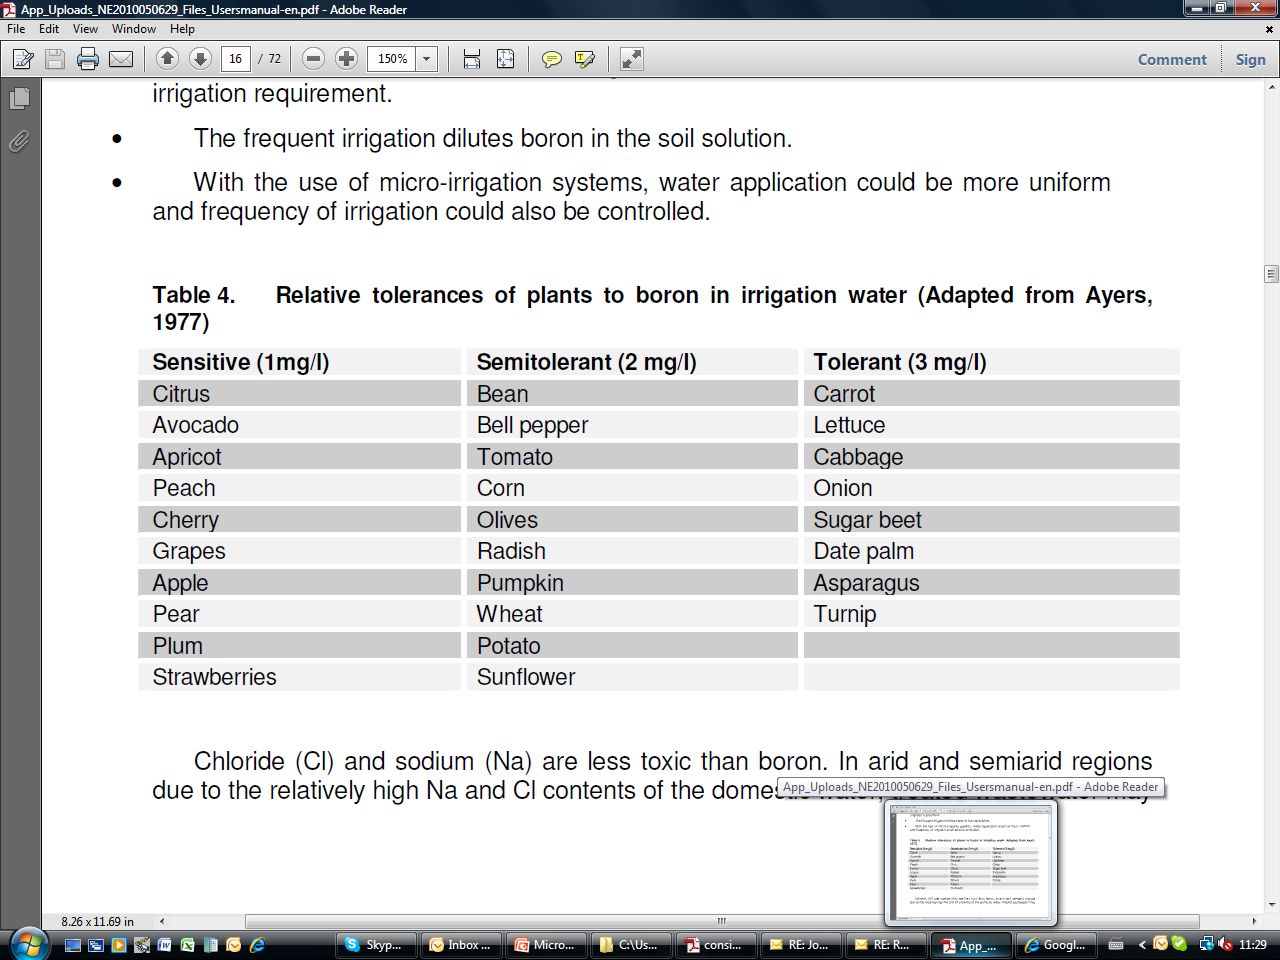 App_Uploads_NE2010050629_Files_Usersmanual-en.pdf - Adobe Reader
File Edit View Window Help
16 / 72 150% Comment Sign
irrigation requirement.
• The frequent irrigation dilutes boron in the soil solution.
• With the use of micro-irrigation systems, water application could be more uniform
and frequency of irrigation could also be controlled.
Table 4. Relative tolerances of plants to boron in irrigation water (Adapted from Ayers,
1977)
Sensitive (1mg/l) Semitolerant (2 mg/l) Tolerant (3 mg/l)
Citrus Bean Carrot
Avocado Bell pepper Lettuce
Apricot Tomato Cabbage
Peach Corn Onion
Cherry Olives Sugar beet
Grapes Radish Date palm
Apple Pumpkin Asparagus
Pear Wheat Turnip
Plum Potato
Strawberries Sunflower
Chloride (Cl) and sodium (Na) are less toxic than boron. In arid and semiarid regions
due to the relatively high Na and Cl contents of the
App_Uploads_NE2010050629_Files_Usersmanual-en.pdf - Adobe Reader
8.26 x 11.69 in
Skyp... Inbox ... Micro... C:\Us... consi... RE: Jo... RE: R... App_... Googl... 11:29